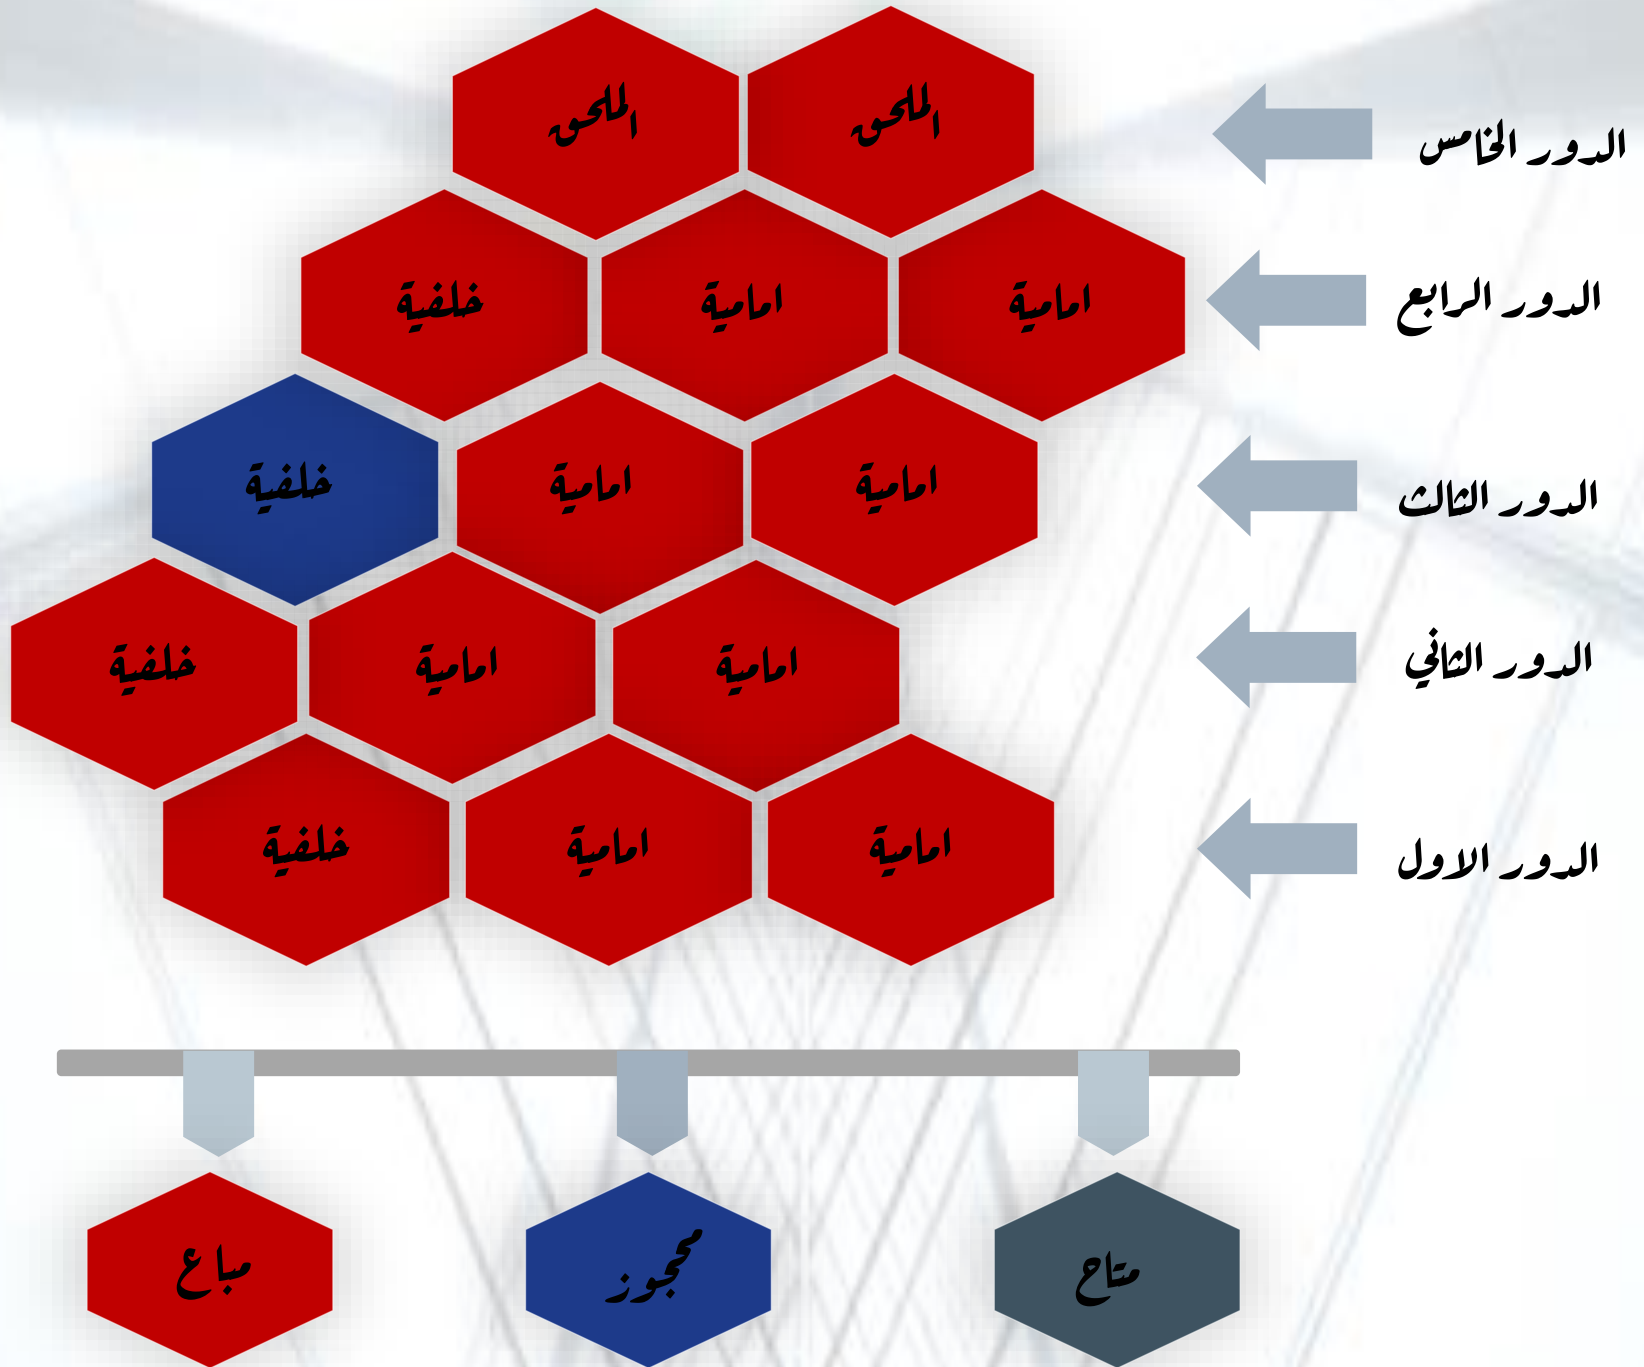 الدور الخامس
الملحق
الملحق
الدور الرابع
امامية
امامية
خلفية
الدور الثالث
امامية
امامية
خلفية
الدور الثاني
امامية
امامية
خلفية
الدور الاول
امامية
امامية
خلفية
متاح
محجوز
مباع